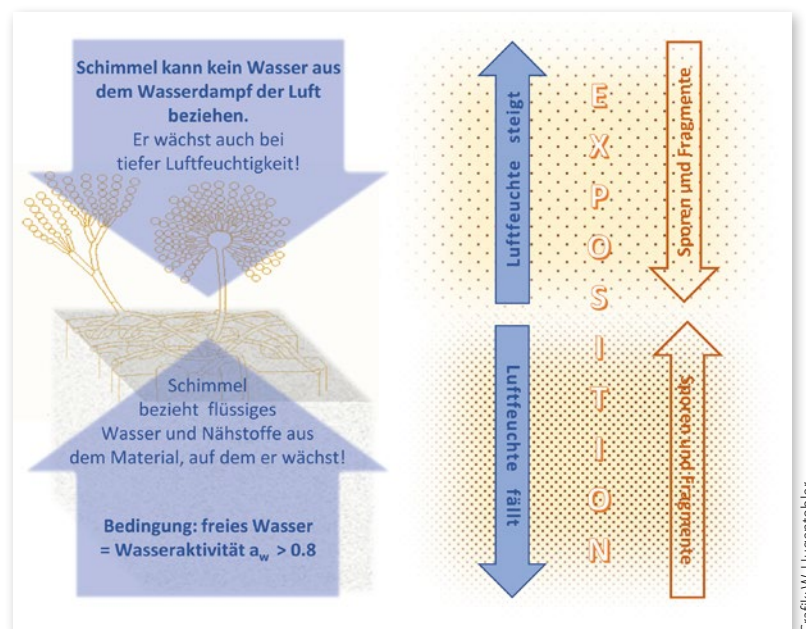 Schimmel kann kein Wasser aus
dem Wasserdampf der Luft
beziehen.
Er wächst auch bei
tiefer Luftfeuchtigkeit!
Schimmel
bezieht flüssiges
Wasser und Nähstoffe aus
dem Material, auf dem er wächst!
Bedingung: freies Wasser
= Wasseraktivität aw > 0.8
Luftfeuchte steigt
Luftfeuchte fällt
EXPOSITION
Sporen und Fragmente
Sporen und Fragmente